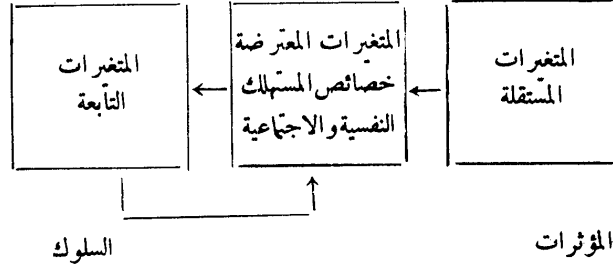 المتغيرات
المستقلة
المتغيرات المعترضة
خصائص المستهلك
النفسية والاجتماعية
المتغيرات
التابعة
المؤثرات
السلوك